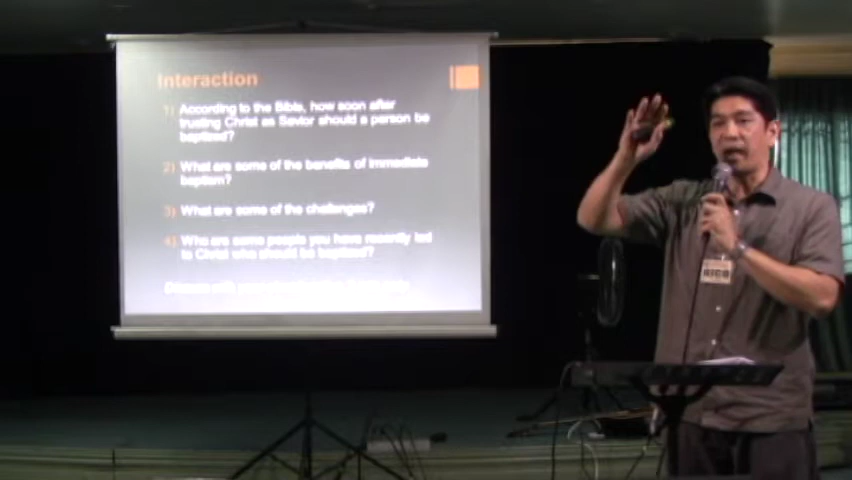 Interaction
1) According to the Bible, how soon after
trusting Christ as Savior should a person be
baptized?
2) What are some of the benefits of immediate
baptism?
3) What are some of the challenges?
4) Who are some people you have recently led
to Christ who should be baptized?